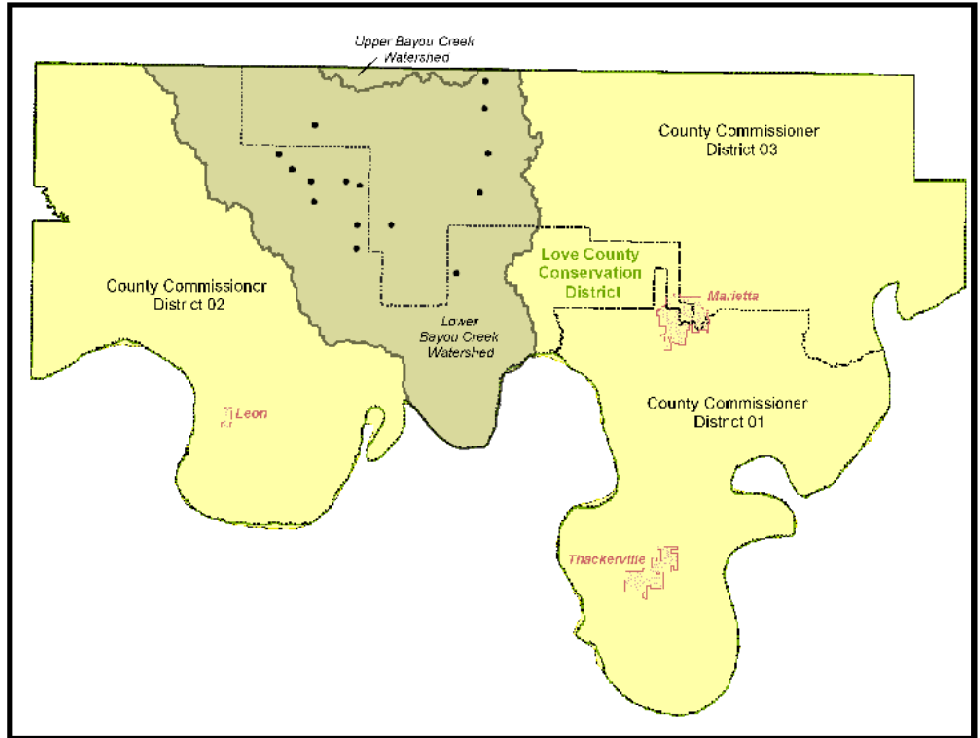 Upper Bayou Creek
Watershed
County Commissioner
District 03
Love County
Conservation
District
County Commissioner
District 02
Marietta
Lower
Bayou Creek
Watershed
Leon
County Commissioner
District 01
Thackerville